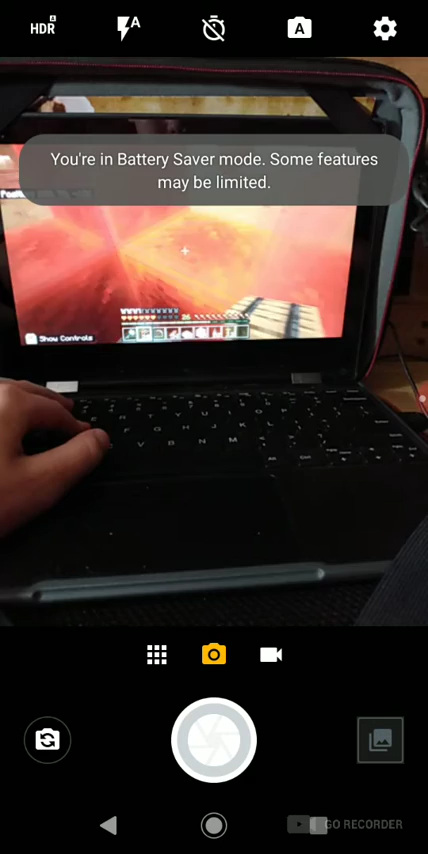 HDR
A
A
A
You're in Battery Saver mode. Some features
may be limited.
Show Controls
R T Y U I O P
F G H J K L
V B N M
GO RECORDER